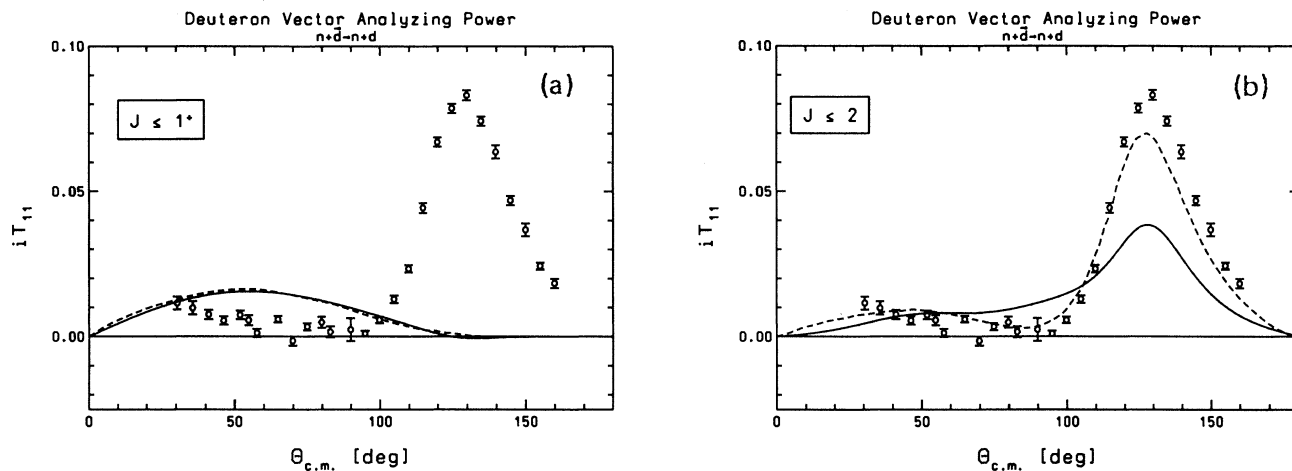 Deuteron Vector Analyzing Power
n+d→n+d
(a)
J ≤ 1⁺
0.10
0.05
0.00
iT₁₁
0 50 100 150
θc.m. [deg]
Deuteron Vector Analyzing Power
n+d→n+d
(b)
J ≤ 2
0.10
0.05
0.00
iT₁₁
0 50 100 150
θc.m. [deg]